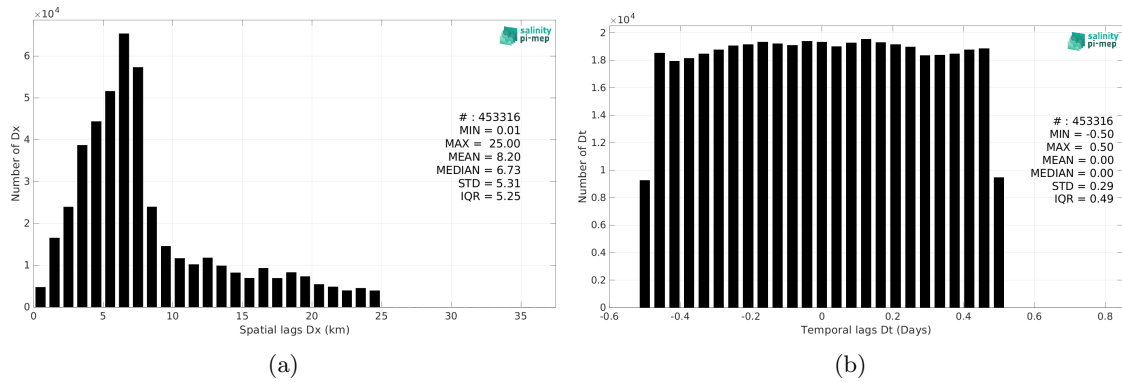 ×10⁴
6
5
4
3
2
1
0
Number of Dx
salinity
pi-mep
# : 453316
MIN = 0.01
MAX = 25.00
MEAN = 8.20
MEDIAN = 6.73
STD = 5.31
IQR = 5.25
0 5 10 15 20 25 30 35
Spatial lags Dx (km)
(a)
×10⁴
2
1.8
1.6
1.4
1.2
1
0.8
0.6
0.4
0.2
0
Number of Dt
salinity
pi-mep
# : 453316
MIN = -0.50
MAX = 0.50
MEAN = 0.00
MEDIAN = 0.00
STD = 0.29
IQR = 0.49
-0.6 -0.4 -0.2 0 0.2 0.4 0.6 0.8
Temporal lags Dt (Days)
(b)